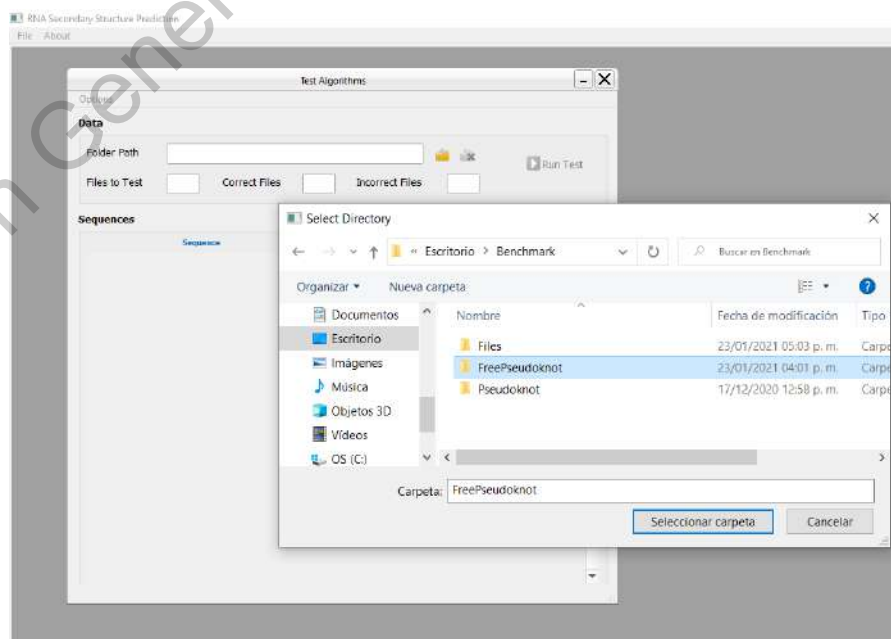 RNA Secondary Structure Prediction
File About
Test Algorithms
Options
Data
Folder Path
Run Test
Files to Test Correct Files Incorrect Files
Sequences
Sequence
Select Directory
« Escritorio > Benchmark
Buscar en Benchmark
Organizar Nueva carpeta
Nombre Fecha de modificación Tipo
Documentos
Escritorio
Imágenes
Música
Objetos 3D
Vídeos
OS (C:)
Files 23/01/2021 05:03 p. m. Carpe
FreePseudoknot 23/01/2021 04:01 p. m. Carpe
Pseudoknot 17/12/2020 12:58 p. m. Carpe
Carpeta: FreePseudoknot
Seleccionar carpeta Cancelar